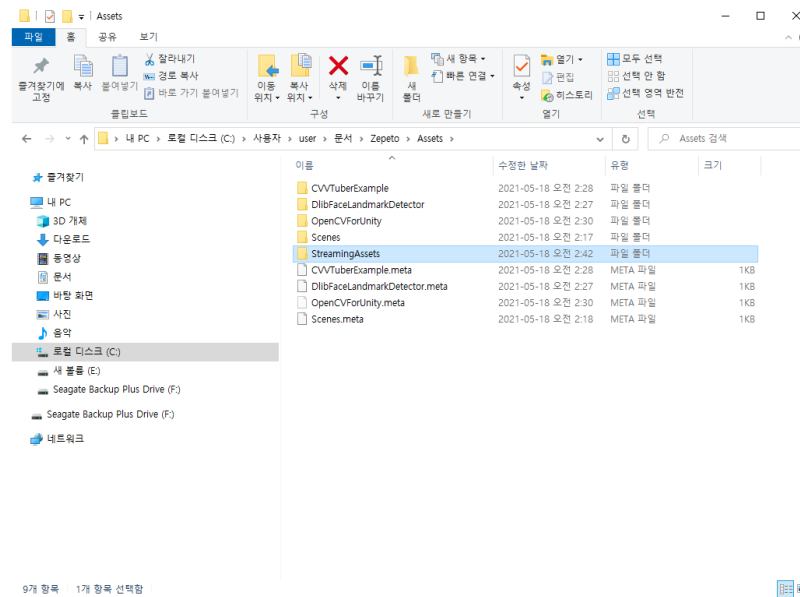 Assets
파일 홈 공유 보기
즐겨찾기에 고정
복사
붙여넣기
잘라내기
경로 복사
바로 가기 붙여넣기
클립보드
이동 위치
복사 위치
삭제
이름 바꾸기
구성
새 폴더
새 항목
빠른 연결
새로 만들기
속성
열기
편집
히스토리
열기
모두 선택
선택 안 함
선택 영역 반전
선택
내 PC > 로컬 디스크 (C:) > 사용자 > user > 문서 > Zepeto > Assets >
Assets 검색
즐겨찾기
내 PC
3D 개체
다운로드
동영상
문서
바탕 화면
사진
음악
로컬 디스크 (C:)
새 볼륨 (E:)
Seagate Backup Plus Drive (F:)
Seagate Backup Plus Drive (F:)
네트워크
이름 수정한 날짜 유형 크기
CVVTuberExample 2021-05-18 오전 2:28 파일 폴더
DlibFaceLandmarkDetector 2021-05-18 오전 2:27 파일 폴더
OpenCVForUnity 2021-05-18 오전 2:30 파일 폴더
Scenes 2021-05-18 오전 2:17 파일 폴더
StreamingAssets 2021-05-18 오전 2:42 파일 폴더
CVVTuberExample.meta 2021-05-18 오전 2:28 META 파일 1KB
DlibFaceLandmarkDetector.meta 2021-05-18 오전 2:27 META 파일 1KB
OpenCVForUnity.meta 2021-05-18 오전 2:30 META 파일 1KB
Scenes.meta 2021-05-18 오전 2:18 META 파일 1KB
9개 항목 1개 항목 선택함